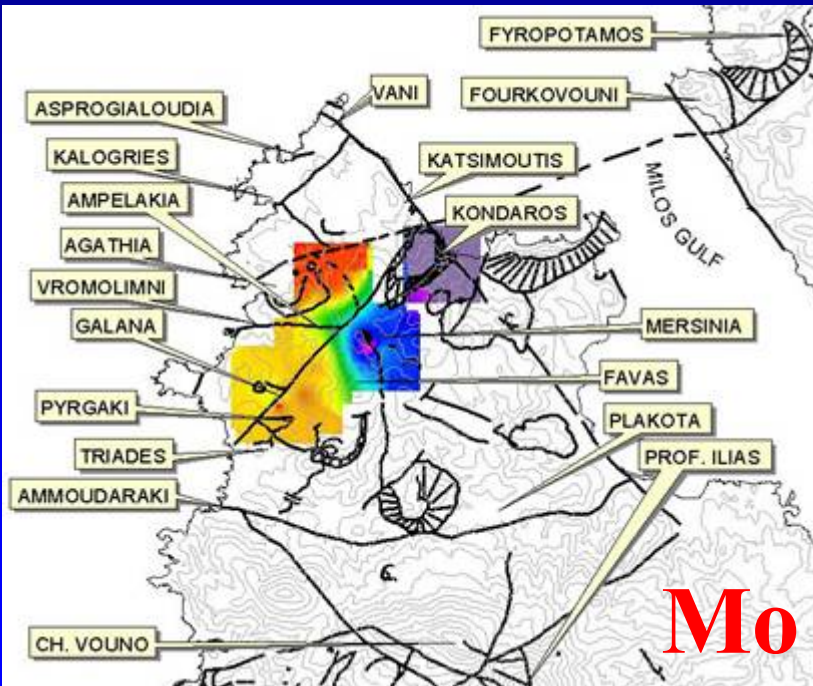 FYROPOTAMOS
VANI
FOURKOVOUNI
ASPROGIALOUDIA
KALOGRIES
KATSIMOUTIS
AMPELAKIA
KONDAROS
MILOS GULF
AGATHIA
VROMOLIMNI
GALANA
MERSINIA
FAVAS
PYRGAKI
PLAKOTA
TRIADES
PROF. ILIAS
AMMOUDARAKI
Mo
CH. VOUNO